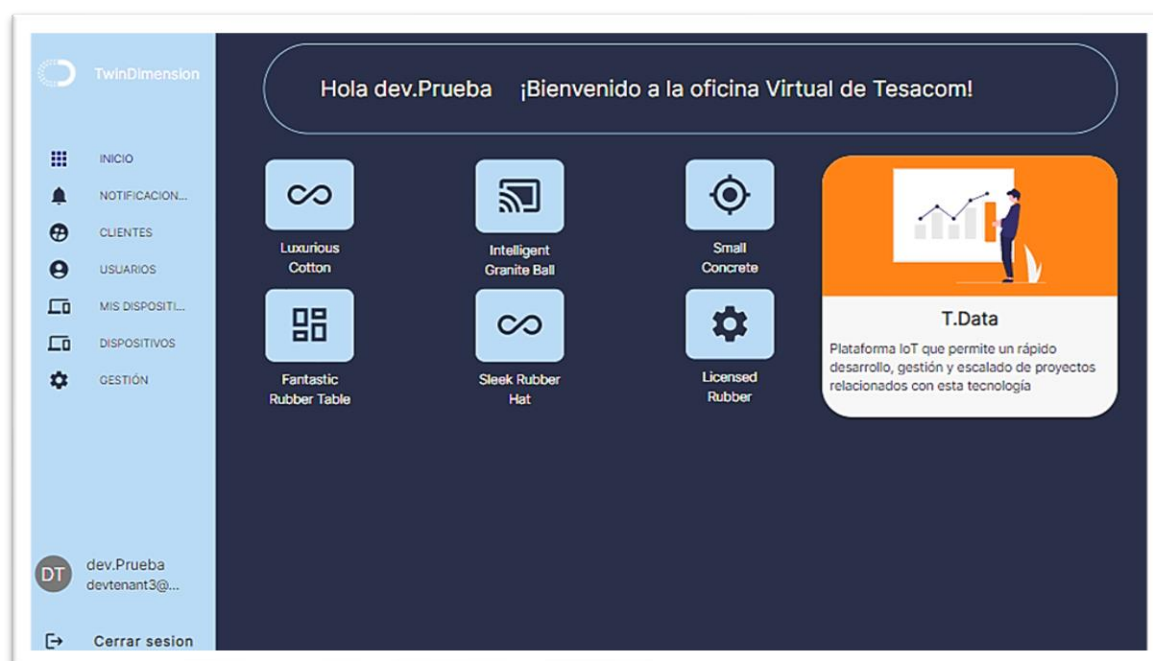 TwinDimension
INICIO
NOTIFICACION...
CLIENTES
USUARIOS
MIS DISPOSITI...
DISPOSITIVOS
GESTIÓN
DT
dev.Prueba
devtenant3@...
Cerrar sesion
Hola dev.Prueba ¡Bienvenido a la oficina Virtual de Tesacom!
Luxurious
Cotton
Intelligent
Granite Ball
Small
Concrete
Fantastic
Rubber Table
Sleek Rubber
Hat
Licensed
Rubber
T.Data
Plataforma IoT que permite un rápido
desarrollo, gestión y escalado de proyectos
relacionados con esta tecnología